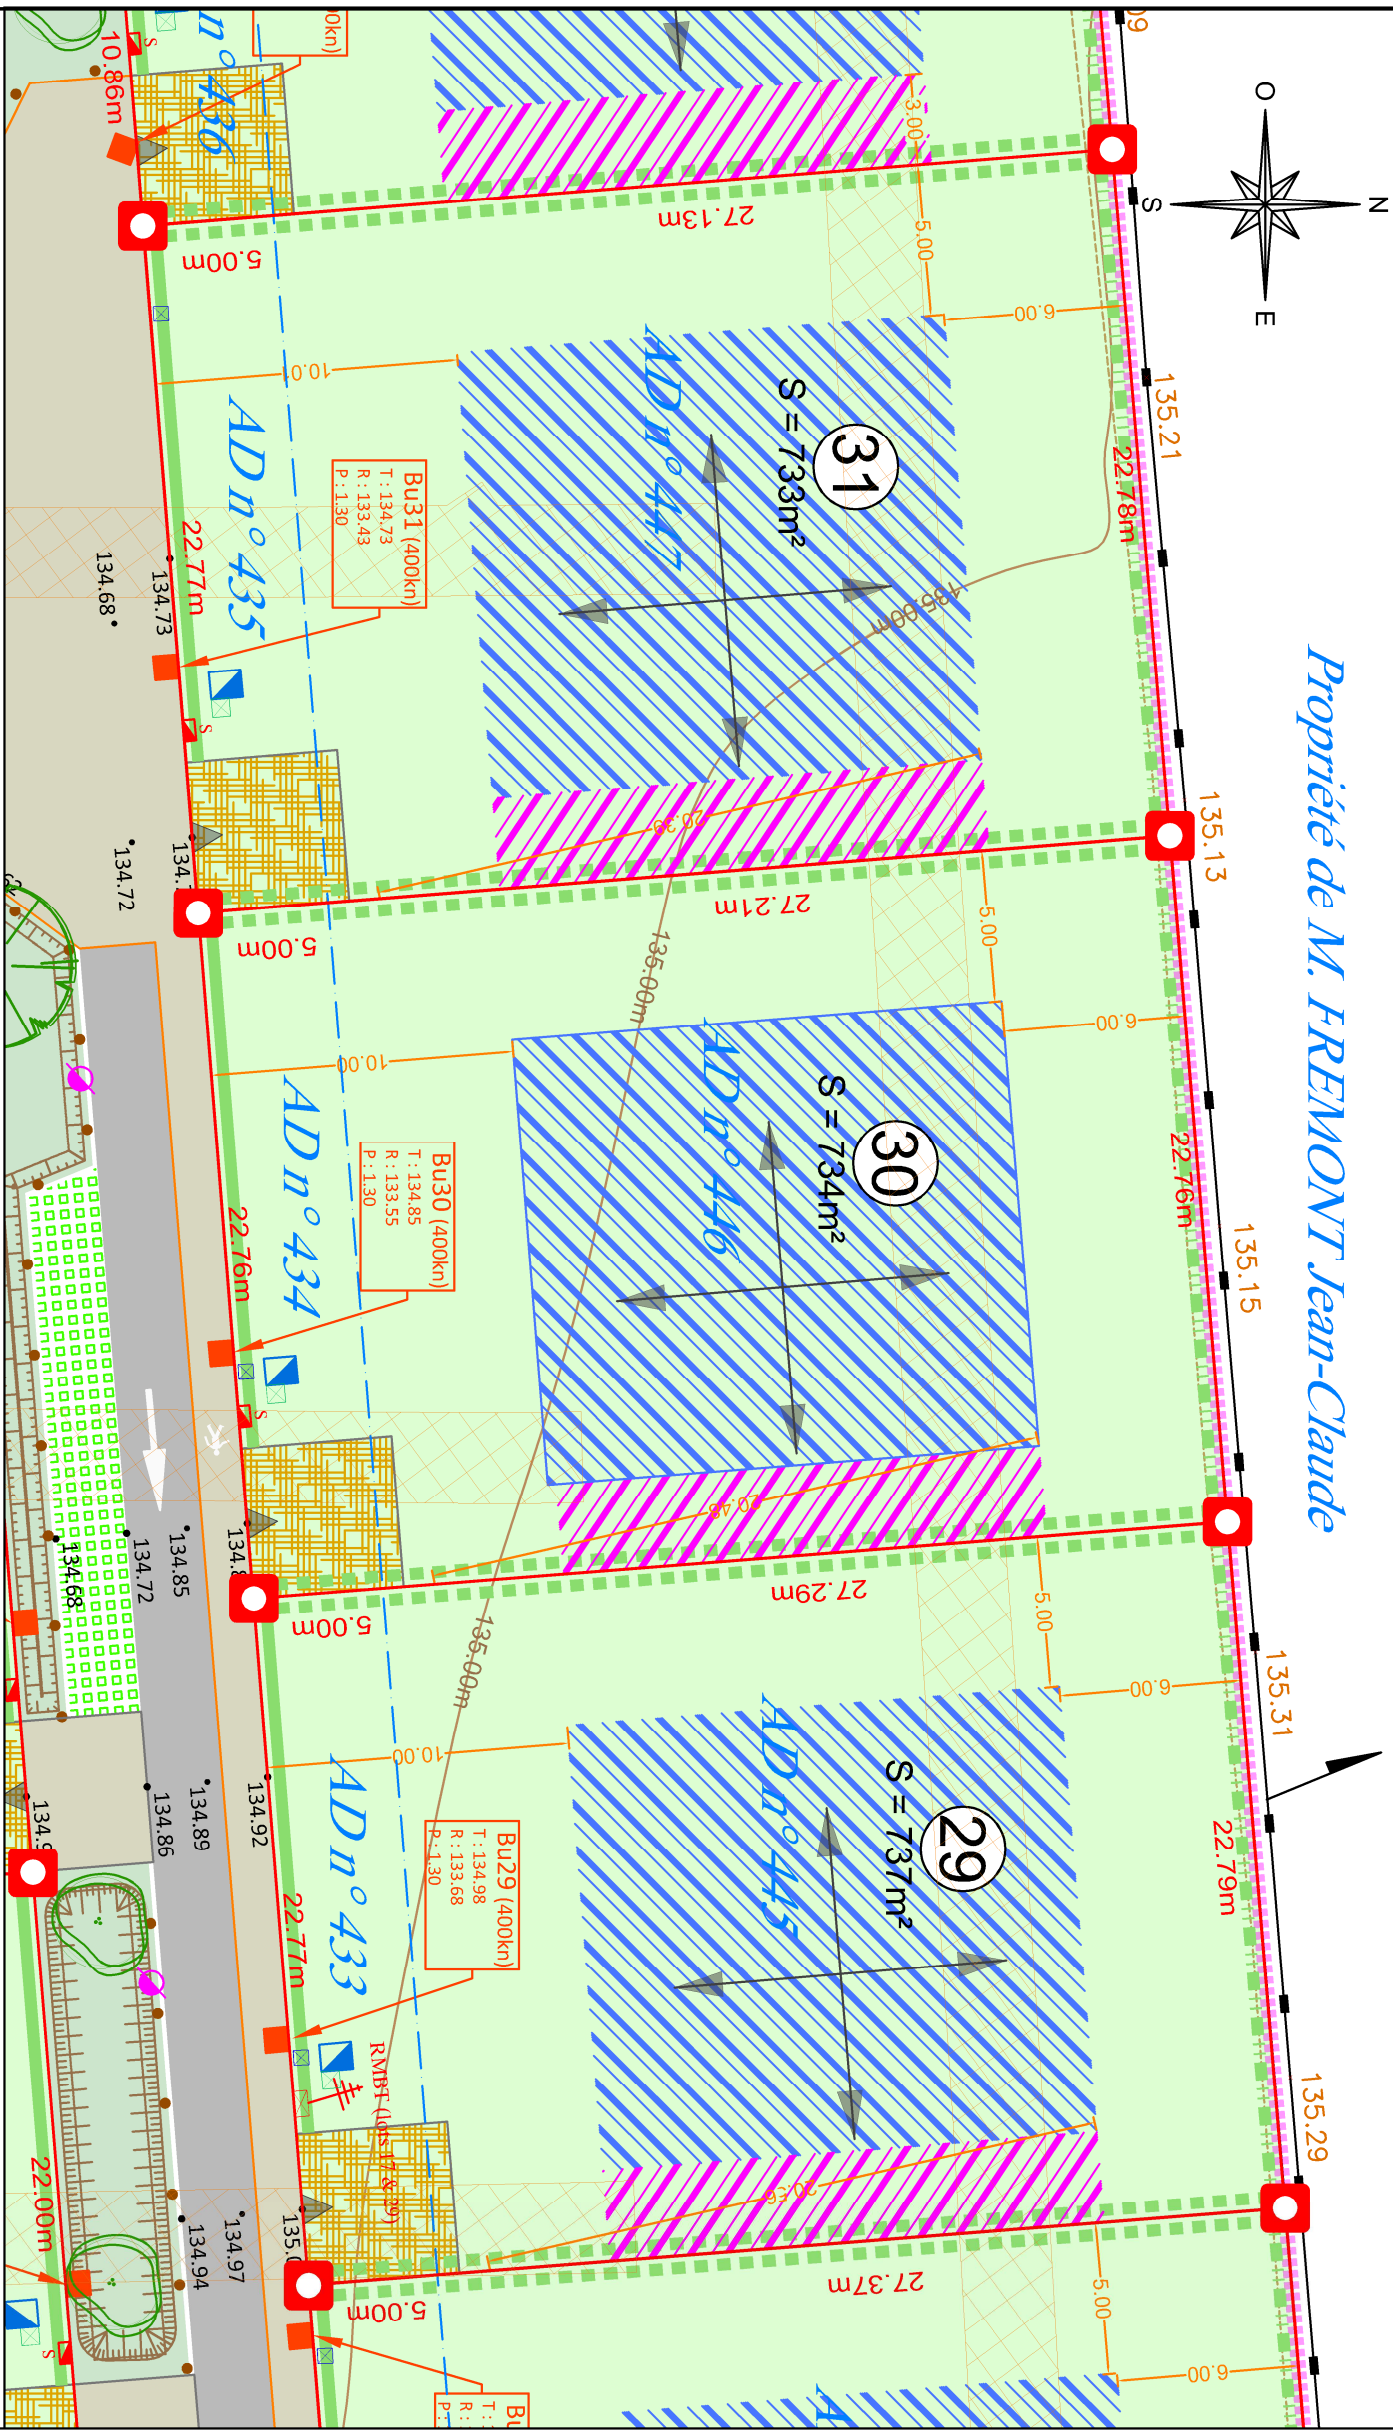 O
N
S
E
Propriété de M. FREMONT Jean-Claude
135.21
135.13
135.15
135.31
135.29
22.78m
22.76m
22.79m
31
S = 733m²
AD n° 447
AD n° 435
Bu31 (400kn)
T : 134.73
R : 133.43
P : 1.30
22.77m
134.73
134.68
27.13m
5.00m
3.00
5.00
6.00
10.01
20.39
135.00m
10.86m
n° 436
00kn)
S
30
S = 734m²
AD n° 446
AD n° 434
Bu30 (400kn)
T : 134.85
R : 133.55
P : 1.30
22.76m
134.72
27.21m
5.00m
5.00
6.00
10.00
20.48
135.00m
S
29
S = 737m²
AD n° 445
AD n° 433
Bu29 (400kn)
T : 134.98
R : 133.68
P : 1.30
22.77m
RMBT (lots 17 & 29)
27.29m
5.00m
5.00
6.00
10.00
20.56
135.00m
S
134.85
134.72
134.68
134.92
134.89
134.86
134.97
134.94
22.00m
27.37m
5.00m
5.00
6.00
Bu
T :
R :
P :
S